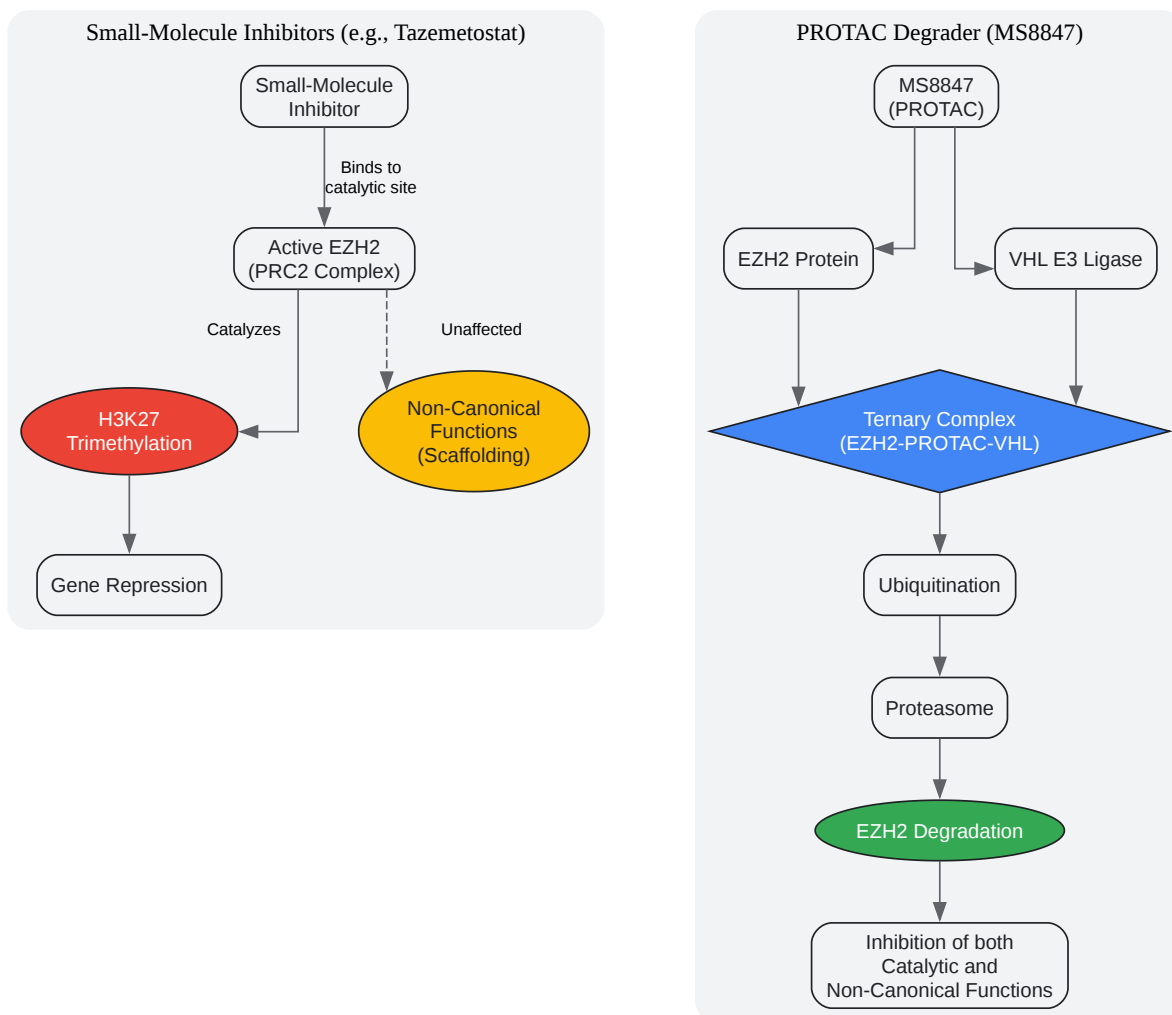 Small-Molecule Inhibitors (e.g., Tazemetostat)
Small-Molecule
Inhibitor
Binds to
catalytic site
Active EZH2
(PRC2 Complex)
Catalyzes
Unaffected
H3K27
Trimethylation
Non-Canonical
Functions
(Scaffolding)
Gene Repression
PROTAC Degrader (MS8847)
MS8847
(PROTAC)
EZH2 Protein
VHL E3 Ligase
Ternary Complex
(EZH2-PROTAC-VHL)
Ubiquitination
Proteasome
EZH2 Degradation
Inhibition of both
Catalytic and
Non-Canonical Functions